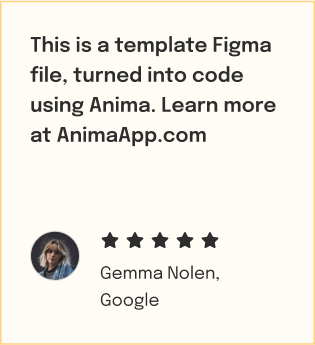 This is a template Figma
file, turned into code
using Anima. Learn more
at AnimaApp.com
Gemma Nolen,
Google